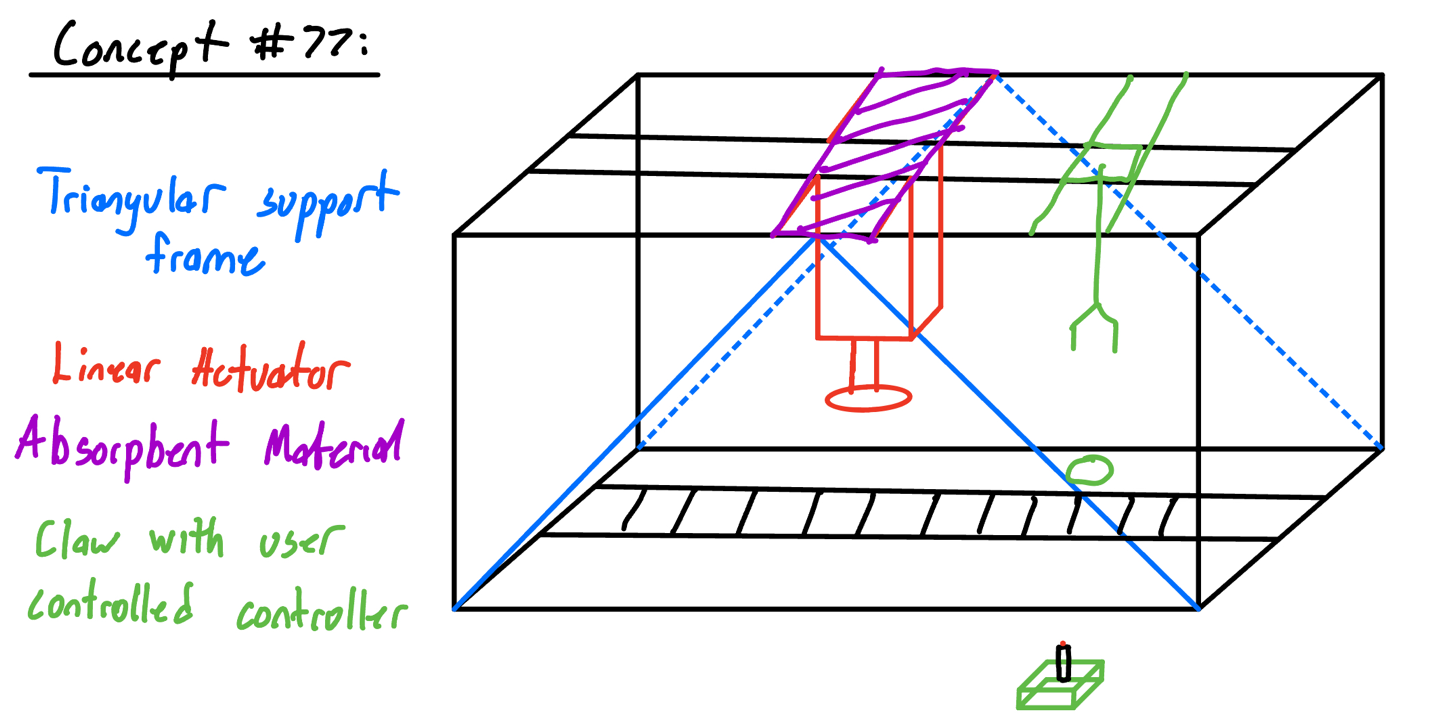 Concept #77:
Triangular support
frame
Linear Actuator
Absorpbent Material
Claw with user
controlled controller